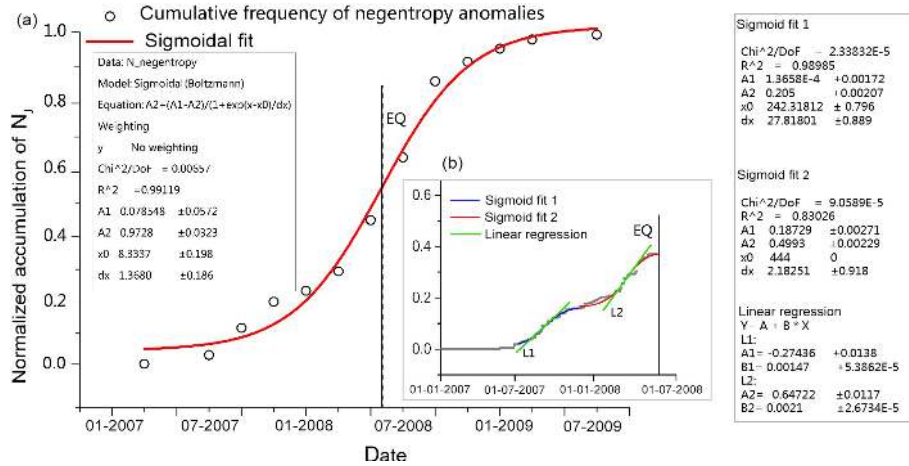 (a)
Cumulative frequency of negentropy anomalies
Sigmoidal fit
Data: N_negentropy
Model: Sigmoidal (Boltzmann)
Equation: A2-(A1-A2)/(1+exp(x-x0)/dx)
Weighting
y No weighting
Chi^2/DoF = 0.00657
R^2 -0.99119
A1 0.078548 ±0.0572
A2 0.9728 ±0.0323
x0 8.3337 ±0.198
dx 1.3680 ±0.186
Normalized accumulation of NJ
1.0
0.8
0.6
0.4
0.2
0.0
EQ
01-2007
07-2007
01-2008
07-2008
01-2009
07-2009
Date
(b)
Sigmoid fit 1
Sigmoid fit 2
Linear regression
EQ
L1
L2
0.6
0.4
0.2
0.0
01-01-2007
01-07-2007
01-01-2008
01-07-2008
Sigmoid fit 1
Chi^2/DoF = 2.33832E-5
R^2 = 0.98985
A1 1.3658E-4 +0.00172
A2 0.205 +0.00207
x0 242.31812 ± 0.796
dx 27.81801 ±0.889
Sigmoid fit 2
Chi^2/DoF = 9.0589E-5
R^2 = 0.83026
A1 0.18729 ±0.00271
A2 0.4993 ±0.00229
x0 444 0
dx 2.18251 ±0.918
Linear regression
Y-A + B * X
L1:
A1= -0.27436 +0.0138
B1= 0.00147 +5.3862E-5
L2:
A2= 0.64722 ±0.0117
B2= 0.0021 ±2.6734E-5